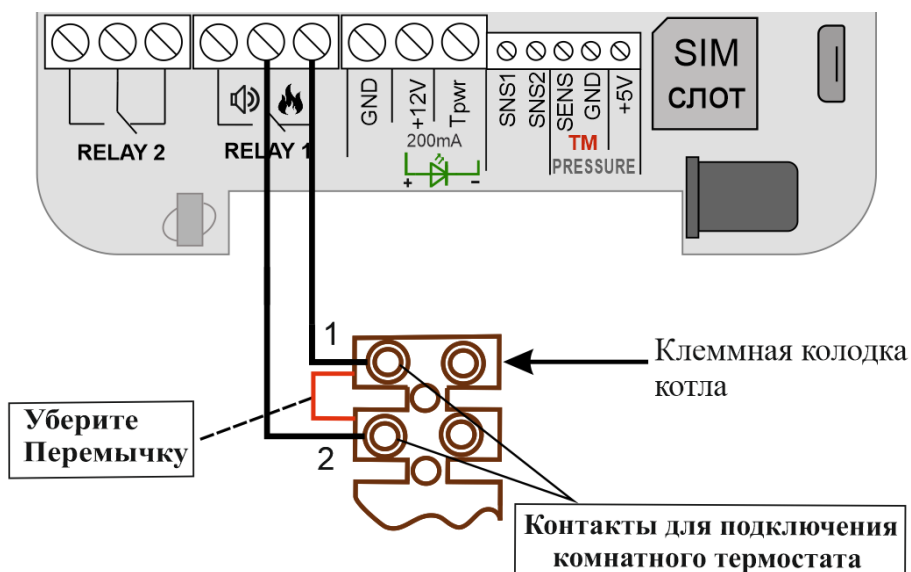 RELAY 2
RELAY 1
GND
+12V
Tpwr
200mA
+ -
SNS1
SNS2
SENS
GND
+5V
TM
PRESSURE
SIM
СЛОТ
1
Клеммная колодка
котла
Уберите
Перемычку
2
Контакты для подключения
комнатного термостата